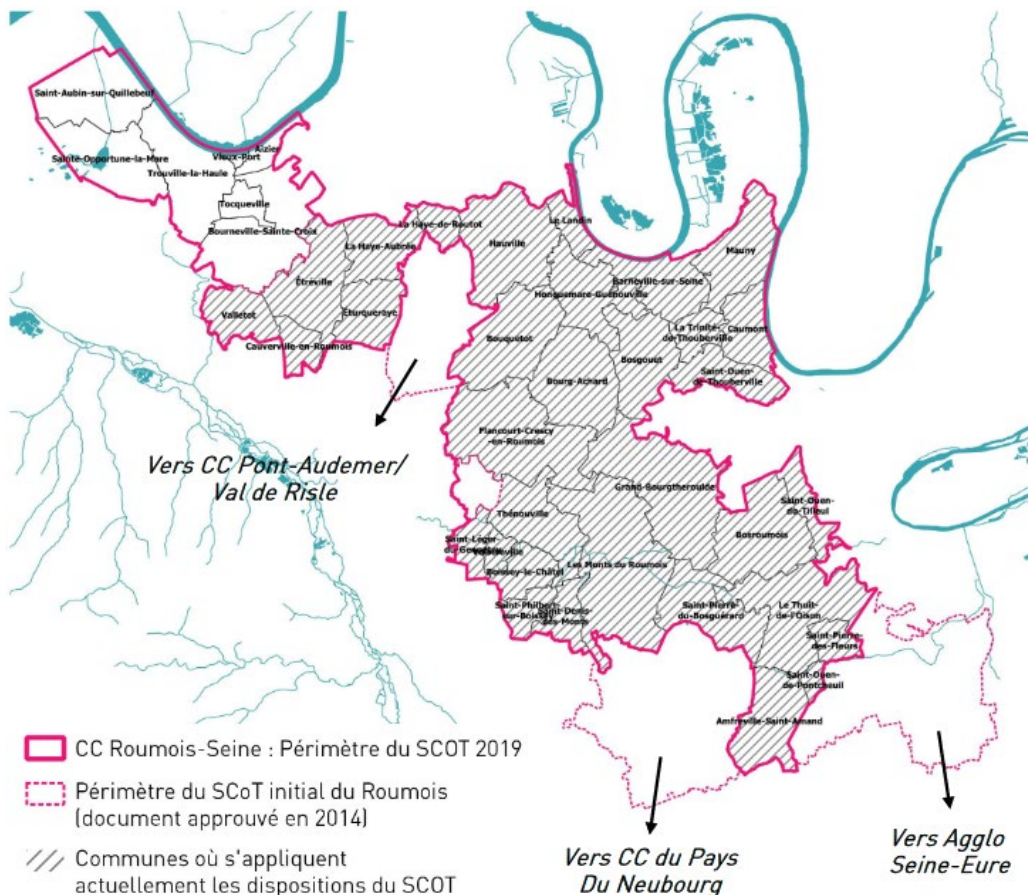 Saint-Aubin-sur-Quillebeuf
Sainte-Opportune-la-Mare
Vieux-Port
Aizier
Trouville-la-Haule
Tocqueville
Bourneville-Sainte-Croix
La Haye-de-Routot
La Haye-Aubrée
Hauville
Le Landin
Mauny
Étréville
Barneville-sur-Seine
Honguemare-Guenouville
Valletot
Éturqueraye
Cauverville-en-Roumois
Bouquetot
La Trinité-
de-Thouberville
Caumont
Bosgouet
Saint-Ouen-
de-Thouberville
Bourg-Achard
Flancourt-Crescy
-en-Roumois
Vers CC Pont-Audemer/
Val de Risle
Grand-Bourgtheroulde
Saint-Ouen-
du-Tilleul
Thénouville
Bosroumois
Saint-Léger-
Boissey-le-Châtel
Les Monts du Roumois
Saint-Philbert-
sur-Boissey
Saint-Denis-
des-Monts
Saint-Pierre-
du-Bosguérard
Le Thuit-
de-l'Oison
Saint-Pierre-
des-Fleurs
Saint-Ouen-
de-Pontcheuil
Amfreville-Saint-Amand
CC Roumois-Seine : Périmètre du SCOT 2019
Périmètre du SCoT initial du Roumois
(document approuvé en 2014)
Communes où s'appliquent
actuellement les dispositions du SCOT
Vers CC du Pays
Du Neubourg
Vers Agglo
Seine-Eure